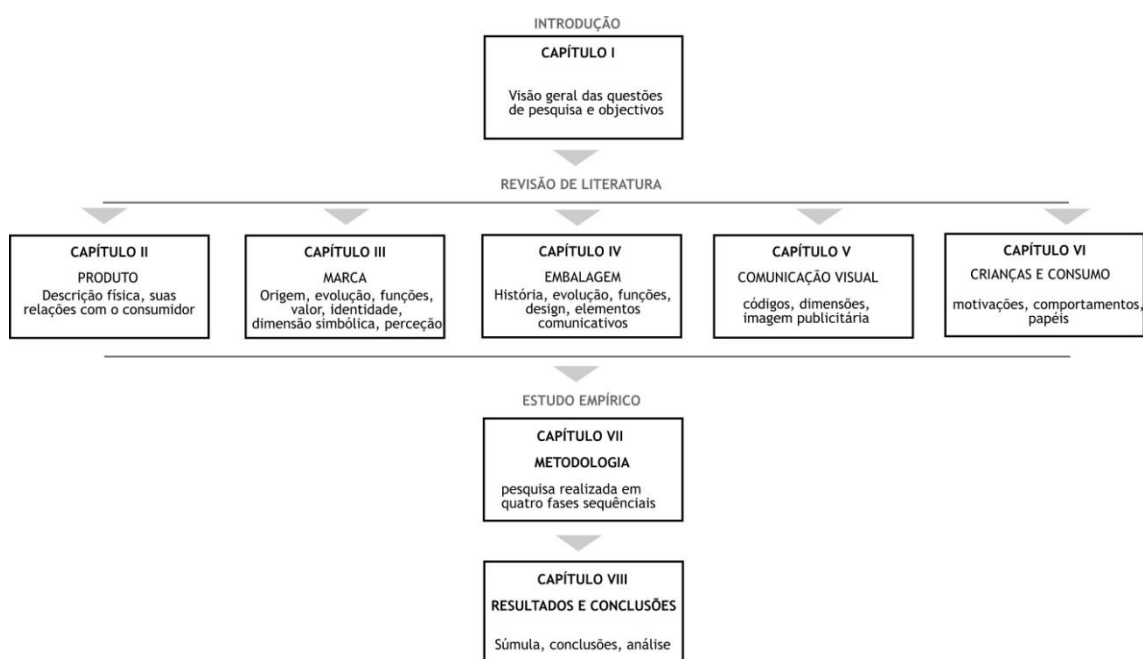 INTRODUÇÃO
CAPÍTULO I
Visão geral das questões
de pesquisa e objectivos
REVISÃO DE LITERATURA
CAPÍTULO II
PRODUTO
Descrição física, suas
relações com o consumidor
CAPÍTULO III
MARCA
Origem, evolução, funções,
valor, identidade,
dimensão simbólica, perceção
CAPÍTULO IV
EMBALAGEM
História, evolução, funções,
design, elementos
comunicativos
CAPÍTULO V
COMUNICAÇÃO VISUAL
códigos, dimensões,
imagem publicitária
CAPÍTULO VI
CRIANÇAS E CONSUMO
motivações, comportamentos,
papéis
ESTUDO EMPÍRICO
CAPÍTULO VII
METODOLOGIA
pesquisa realizada em
quatro fases sequênciais
CAPÍTULO VIII
RESULTADOS E CONCLUSÕES
Súmula, conclusões, análise